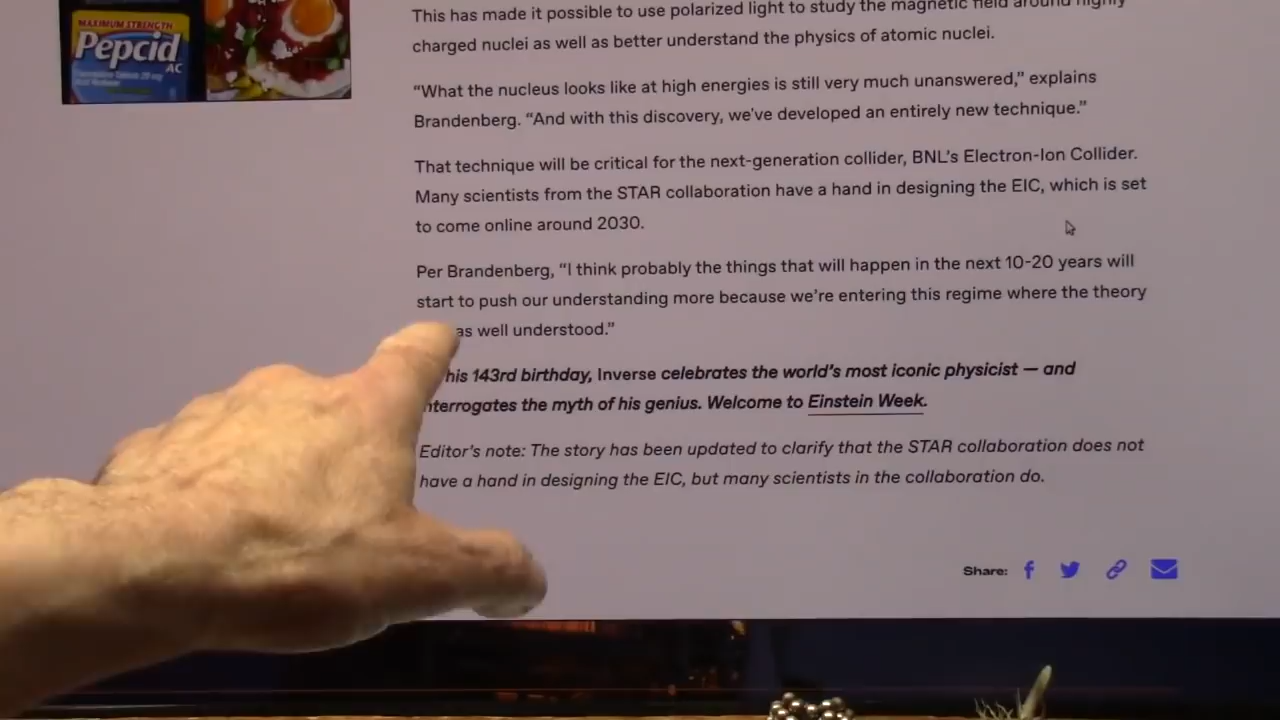 MAXIMUM STRENGTH
Pepcid
AC
This has made it possible to use polarized light to study the magnetic field around highly
charged nuclei as well as better understand the physics of atomic nuclei.
“What the nucleus looks like at high energies is still very much unanswered,” explains
Brandenberg. “And with this discovery, we've developed an entirely new technique.”
That technique will be critical for the next-generation collider, BNL’s Electron-Ion Collider.
Many scientists from the STAR collaboration have a hand in designing the EIC, which is set
to come online around 2030.
Per Brandenberg, “I think probably the things that will happen in the next 10-20 years will
start to push our understanding more because we’re entering this regime where the theory
as well understood.”
his 143rd birthday, Inverse celebrates the world’s most iconic physicist — and
nterrogates the myth of his genius. Welcome to Einstein Week.
Editor’s note: The story has been updated to clarify that the STAR collaboration does not
have a hand in designing the EIC, but many scientists in the collaboration do.
Share: